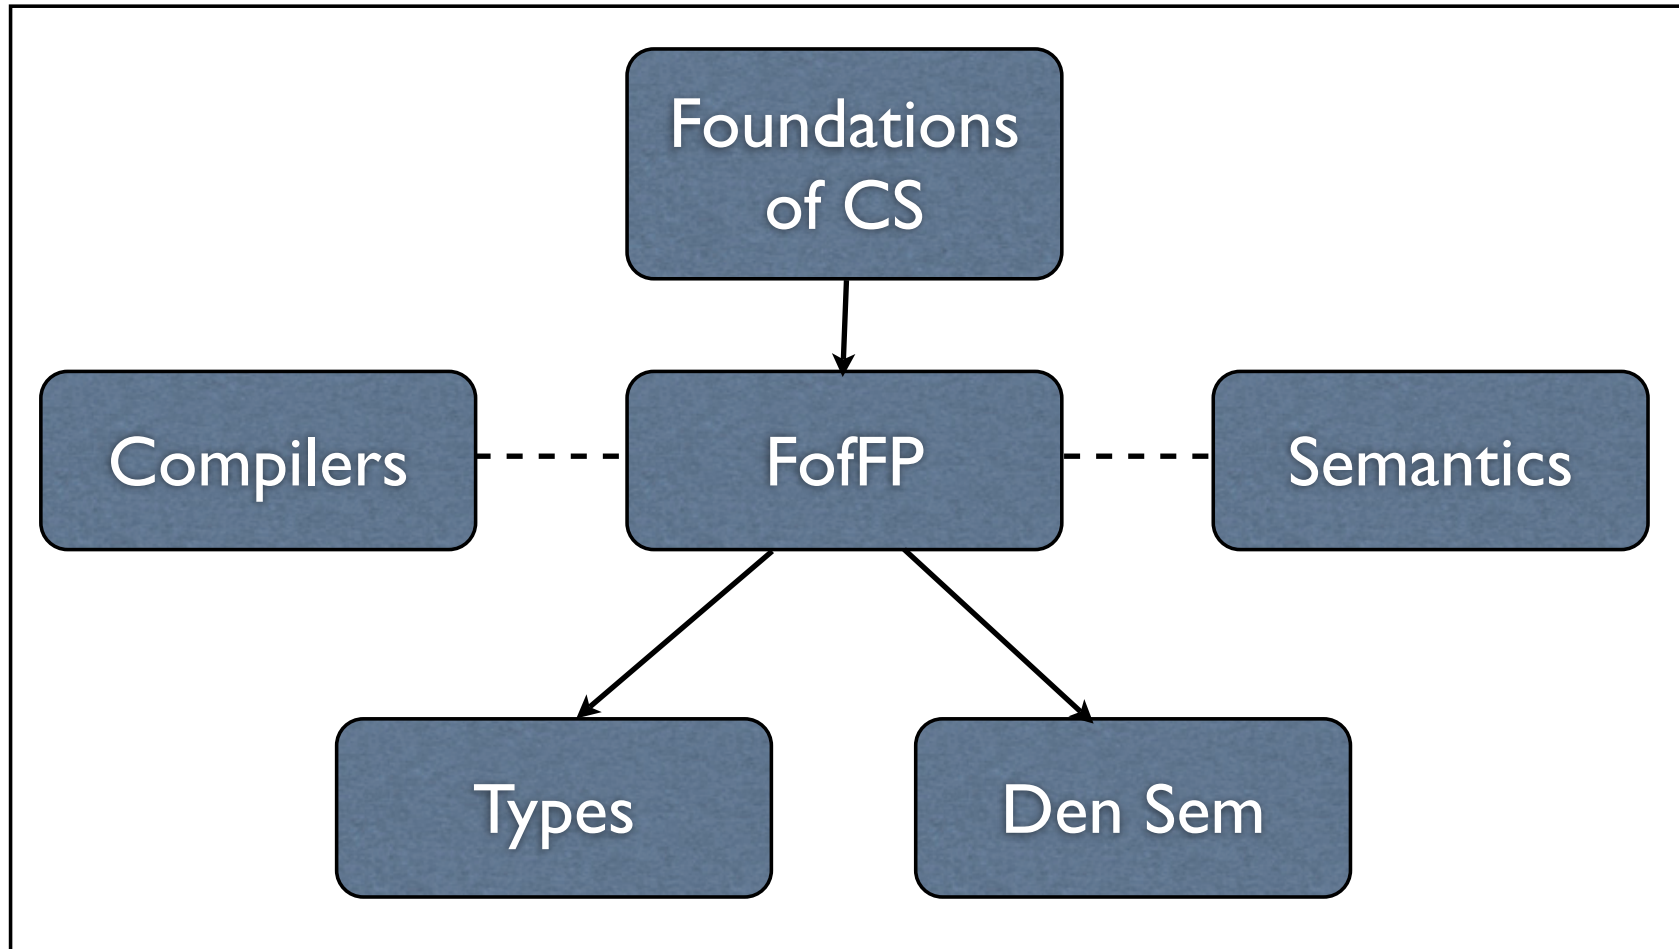 Foundations
of CS
Compilers
FofFP
Semantics
Types
Den Sem